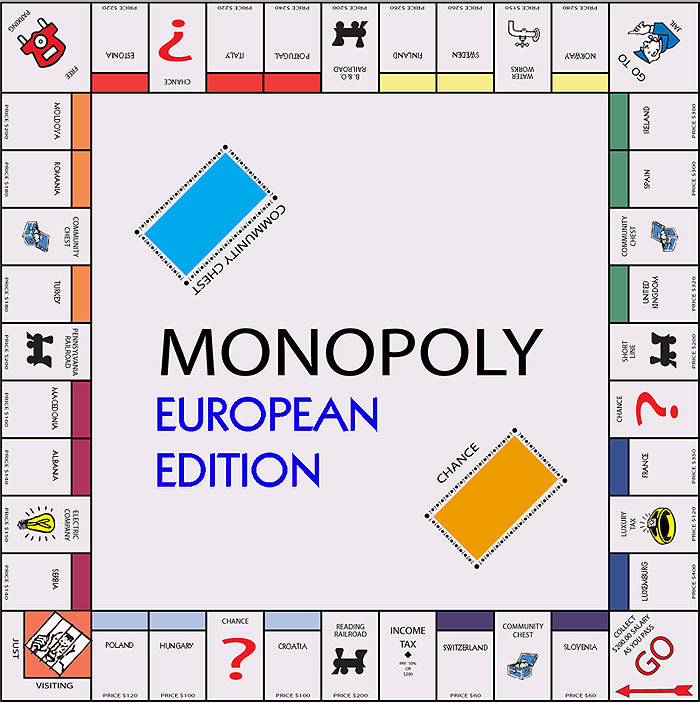 FREE
PARKING
ESTONIA
PRICE $220
CHANCE
ITALY
PRICE $220
PORTUGAL
PRICE $240
B. & O.
RAILROAD
PRICE $200
FINLAND
PRICE $260
SWEDEN
PRICE $260
WATER
WORKS
PRICE $150
NORWAY
PRICE $280
GO TO
JAIL
MOLDOVA
PRICE $200
ROMANIA
PRICE $180
COMMUNITY
CHEST
TURKEY
PRICE $180
PENNSYLVANIA
RAILROAD
PRICE $200
MACEDONIA
PRICE $160
ALBANIA
PRICE $140
ELECTRIC
COMPANY
PRICE $150
SERBIA
PRICE $140
COMMUNITY CHEST
MONOPOLY
EUROPEAN
EDITION
CHANCE
IRELAND
PRICE $300
SPAIN
PRICE $300
COMMUNITY
CHEST
UNITED
KINGDOM
PRICE $320
SHORT
LINE
PRICE $200
CHANCE
FRANCE
PRICE $350
LUXURY
TAX
PRICE $120
LUXEMBURG
PRICE $400
JUST
VISITING
POLAND
PRICE $120
HUNGARY
PRICE $100
CHANCE
CROATIA
PRICE $100
READING
RAILROAD
PRICE $200
INCOME
TAX
PAY 10%
OR
$200
SWITZERLAND
PRICE $60
COMMUNITY
CHEST
SLOVENIA
PRICE $60
COLLECT
$200.00 SALARY
AS YOU PASS
GO